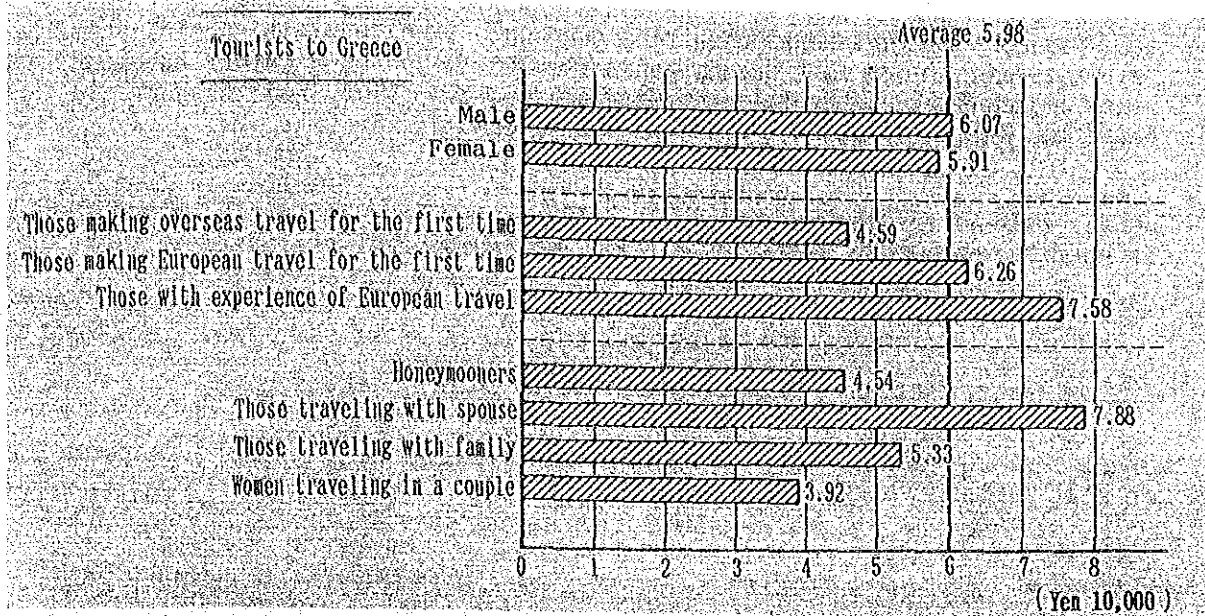 Tourists to Greece
Average 5.98
Male 6.07
Female 5.91
Those making overseas travel for the first time 4.59
Those making European travel for the first time 6.26
Those with experience of European travel 7.58
Honeymooners 4.54
Those traveling with spouse 7.88
Those traveling with family 5.33
Women traveling in a couple 3.92
0 1 2 3 4 5 6 7 8
(Yen 10,000)